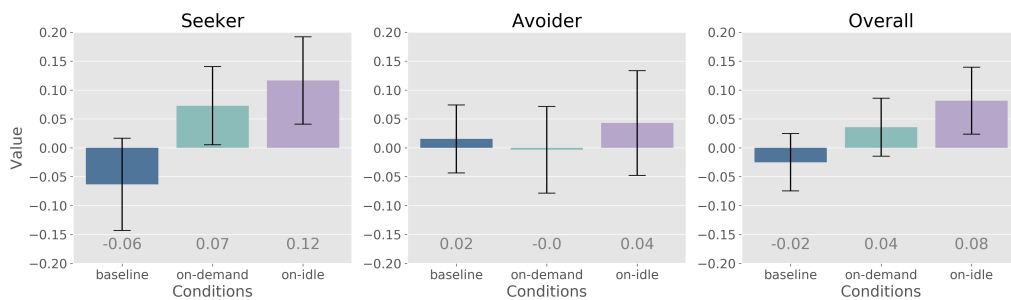 Seeker
Avoider
Overall
Value
0.20
0.15
0.10
0.05
0.00
−0.05
−0.10
−0.15
−0.20
-0.06 0.07 0.12
baseline on-demand on-idle
Conditions
0.20
0.15
0.10
0.05
0.00
−0.05
−0.10
−0.15
−0.20
0.02 -0.0 0.04
baseline on-demand on-idle
Conditions
0.20
0.15
0.10
0.05
0.00
−0.05
−0.10
−0.15
−0.20
-0.02 0.04 0.08
baseline on-demand on-idle
Conditions